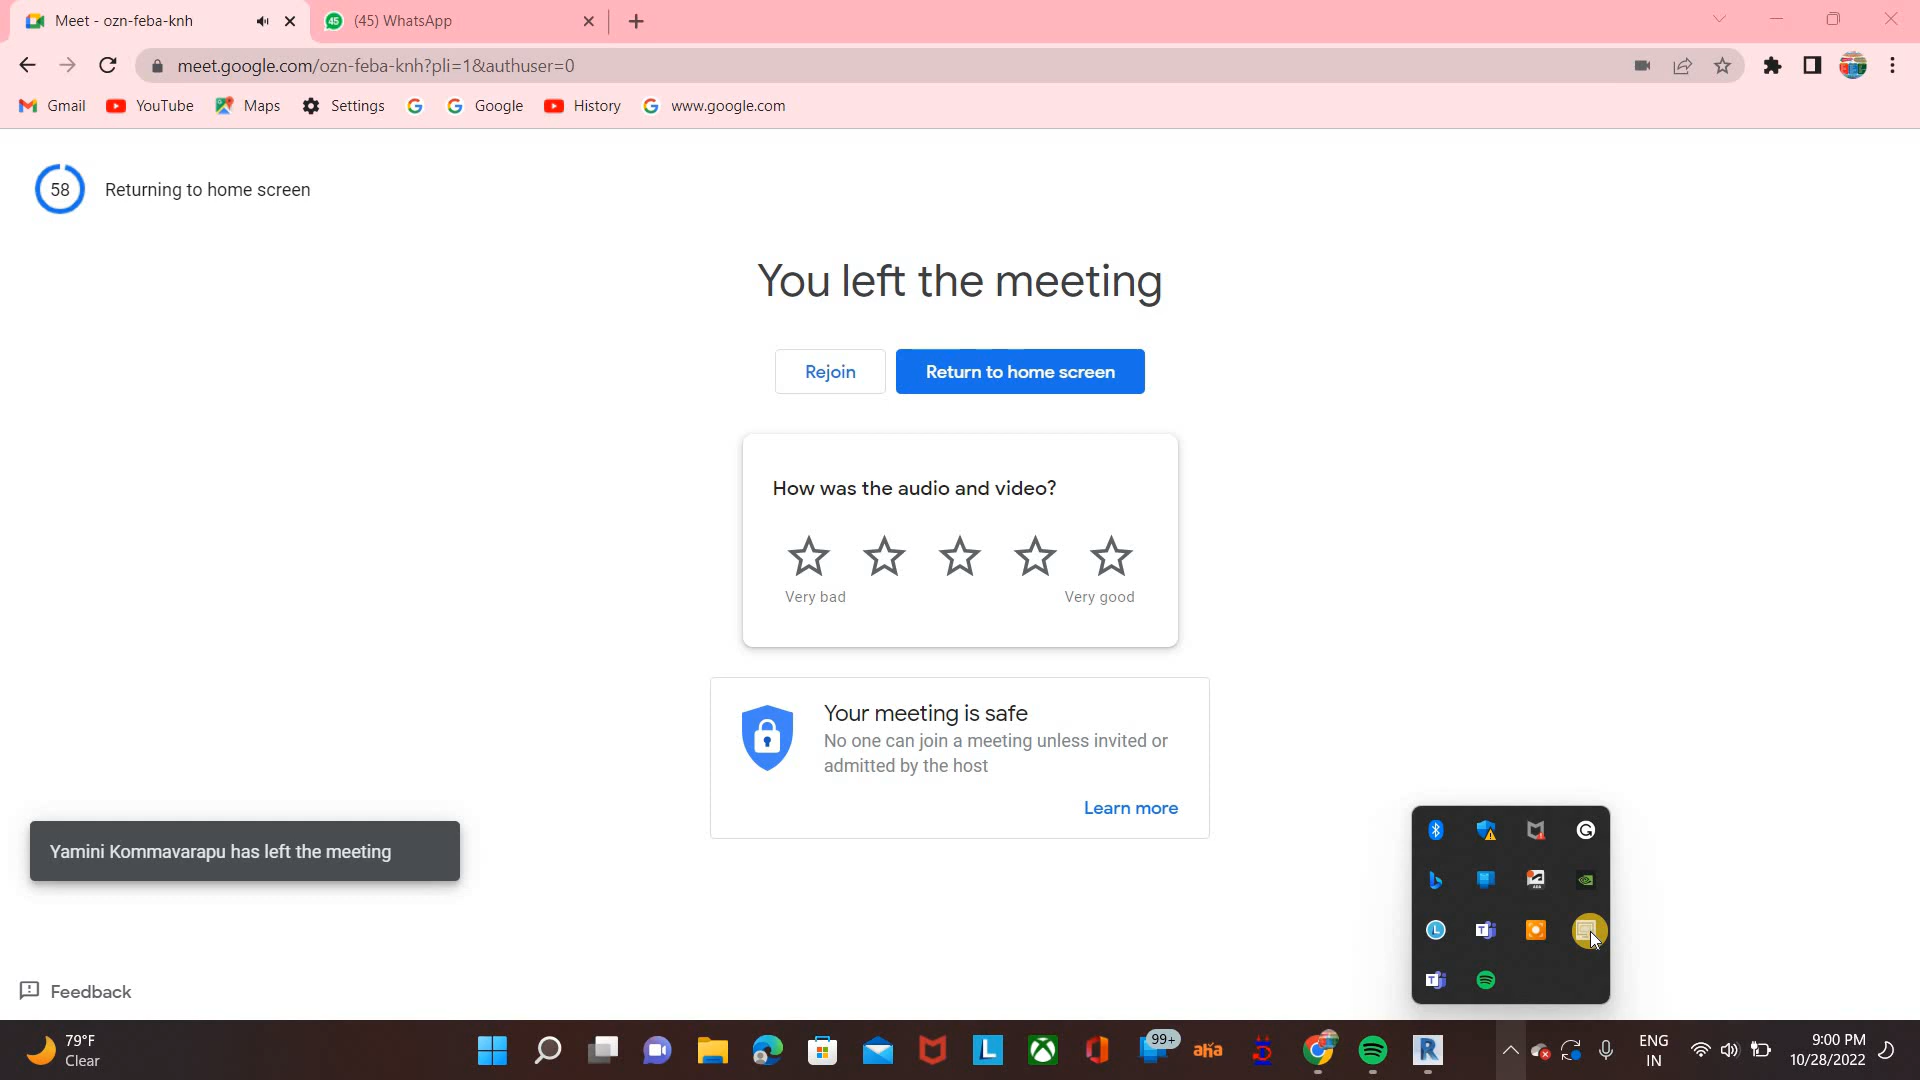 Meet - ozn-feba-knh
45 (45) WhatsApp
meet.google.com/ozn-feba-knh?pli=1&authuser=0
Gmail YouTube Maps Settings Google History www.google.com
58 Returning to home screen
You left the meeting
Rejoin Return to home screen
How was the audio and video?
Very bad Very good
Your meeting is safe
No one can join a meeting unless invited or
admitted by the host
Learn more
Yamini Kommavarapu has left the meeting
Feedback
79°F
Clear
99+
aha
ENG
IN
9:00 PM
10/28/2022